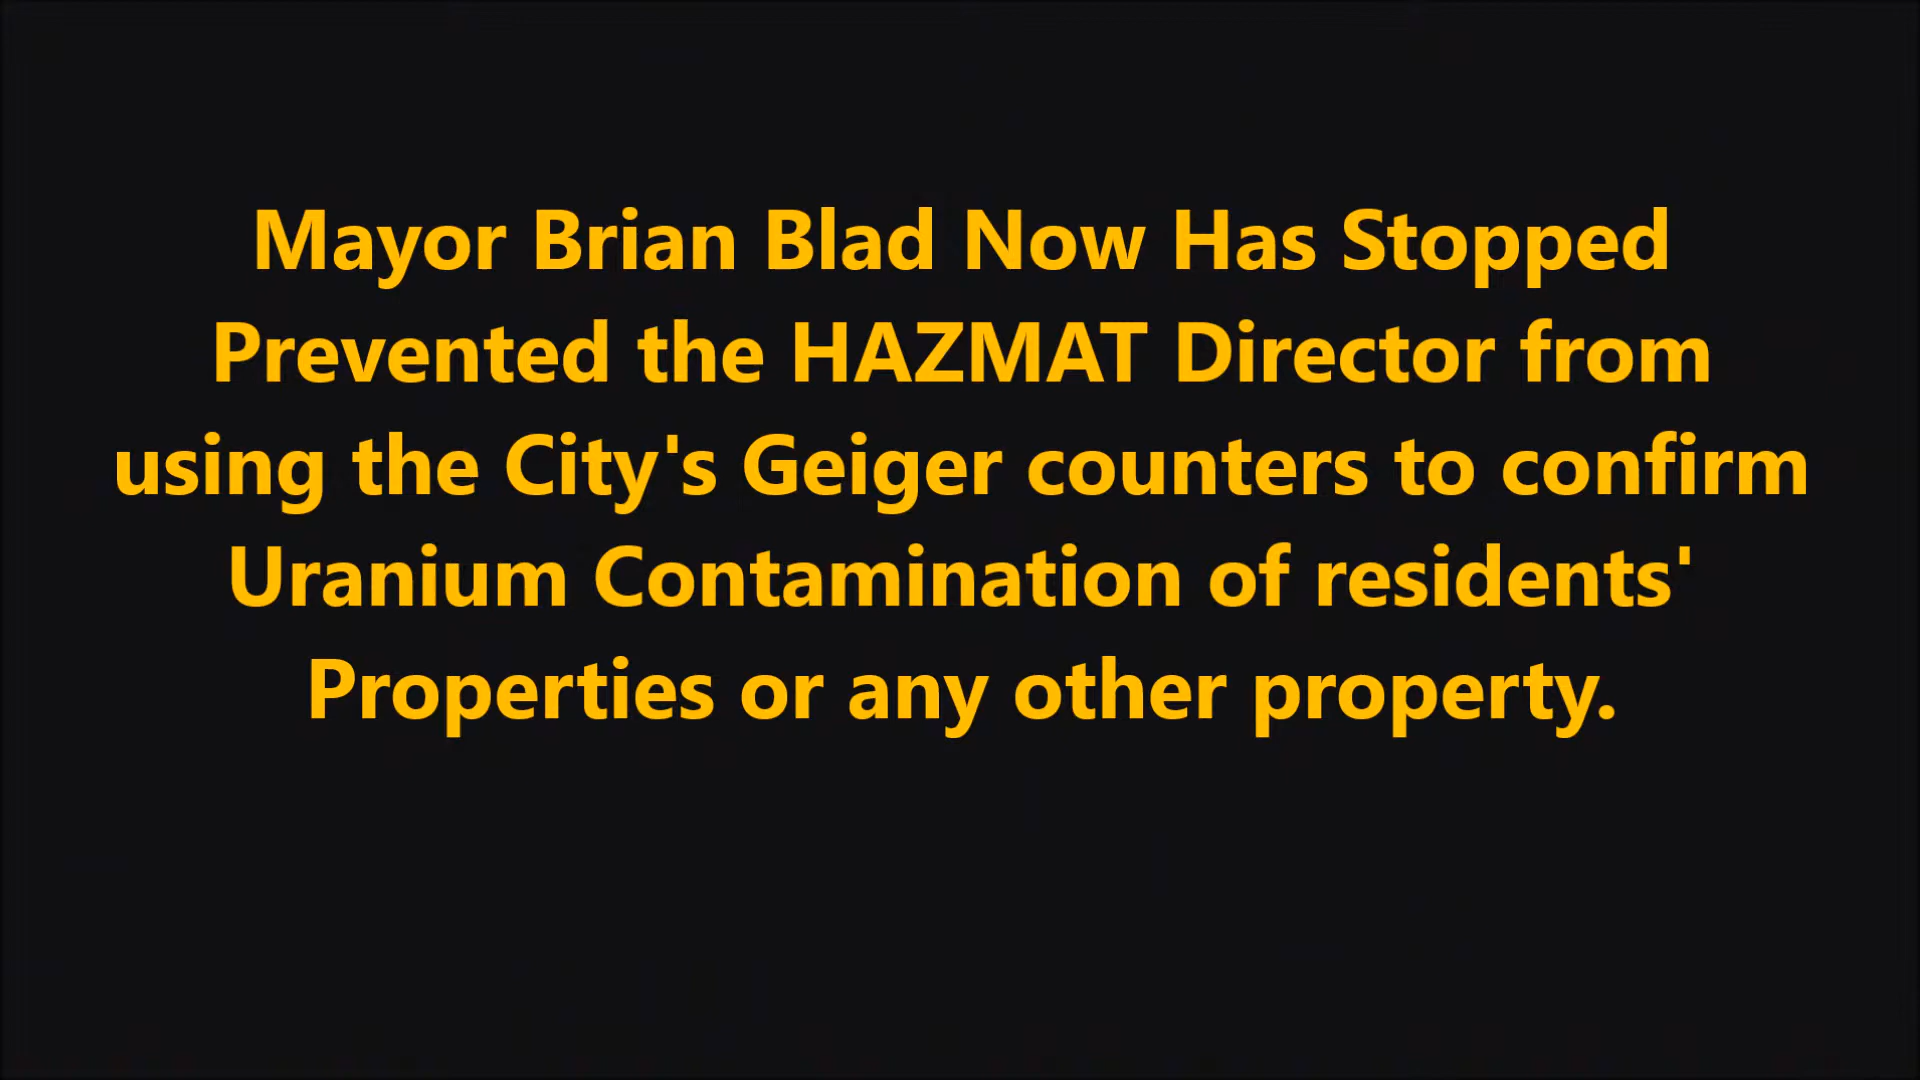 Mayor Brian Blad Now Has Stopped
Prevented the HAZMAT Director from
using the City's Geiger counters to confirm
Uranium Contamination of residents'
Properties or any other property.